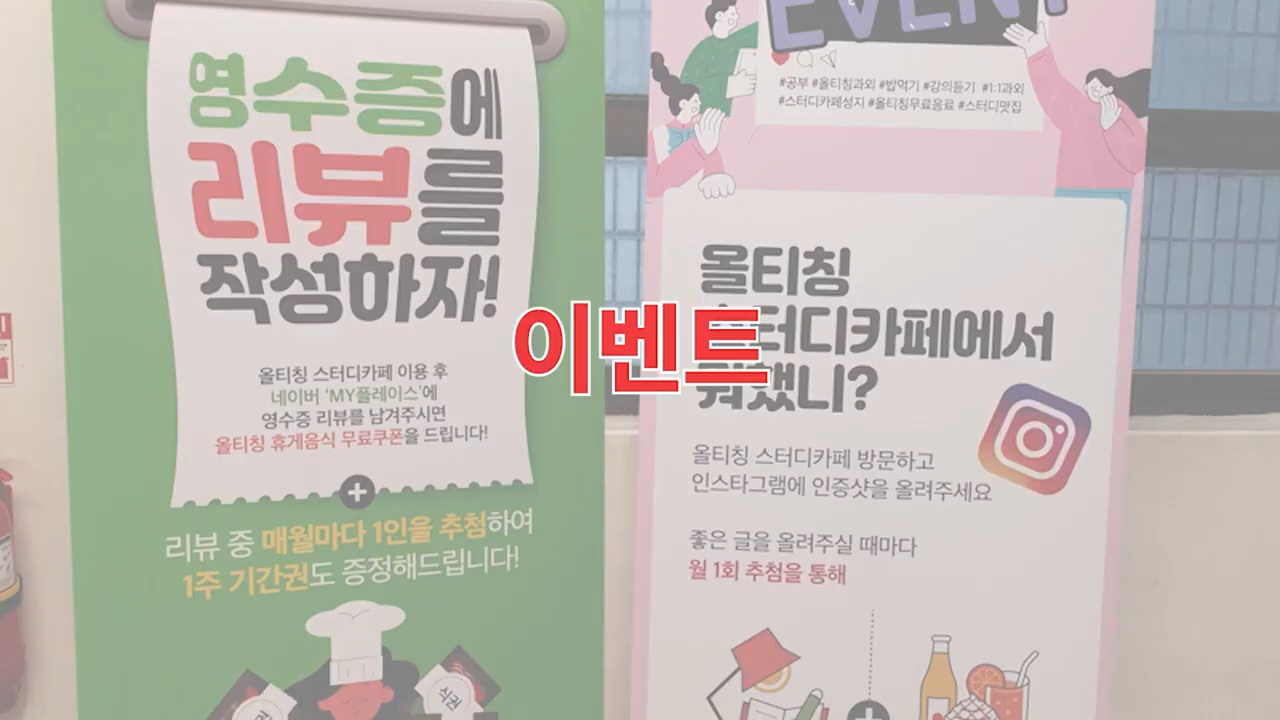 영수증에
리뷰를
작성하자!
올티칭 스터디카페 이용 후
네이버 'MY플레이스'에
영수증 리뷰를 남겨주시면
올티칭 휴게음식 무료쿠폰을 드립니다!
리뷰 중 매월마다 1인을 추첨하여
1주 기간권도 증정해드립니다!
식권
이벤트
EVENT
#공부 #올티칭과외 #밥먹기 #강의듣기 #1:1과외
#스터디카페성지 #올티칭무료음료 #스터디맛집
올티칭
스터디카페에서
뭐했니?
올티칭 스터디카페 방문하고
인스타그램에 인증샷을 올려주세요
좋은 글을 올려주실 때마다
월 1회 추첨을 통해